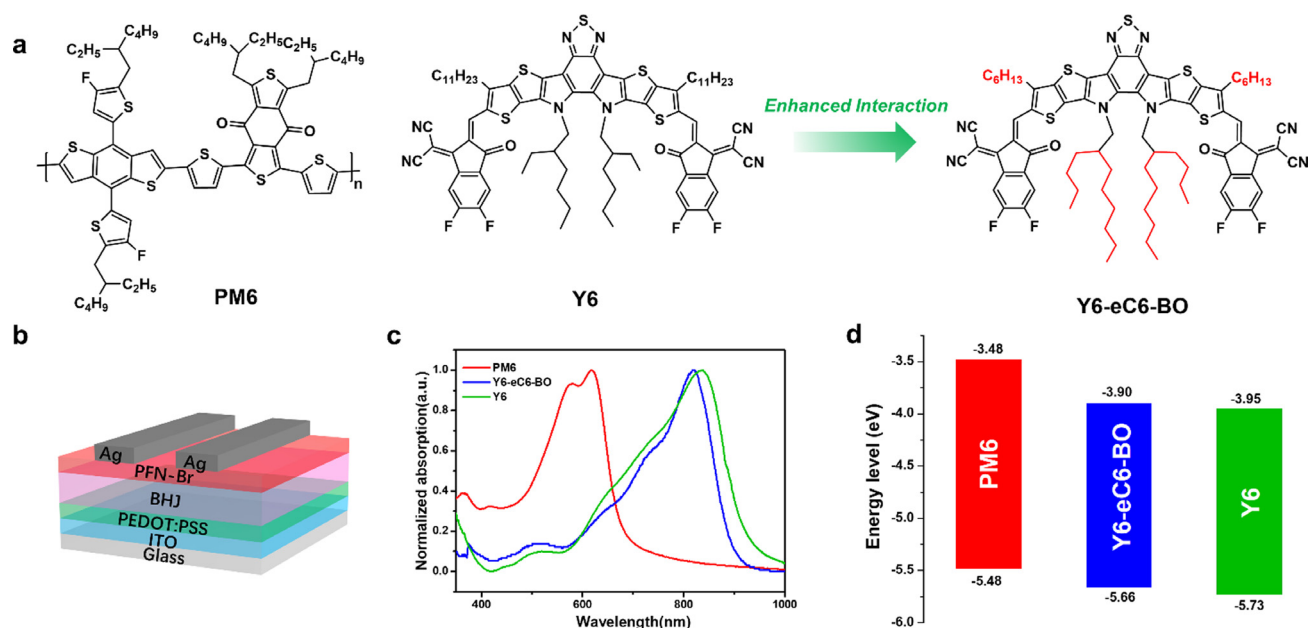 a
C4H9
C2H5
F
S
S
S
S
F
C2H5
C4H9
C4H9
C2H5
C2H5
C4H9
S
O
O
S
S
S
n
PM6
S
N
N
C11H23
C11H23
S
S
S
S
N
N
NC
CN
O
O
CN
CN
F
F
F
F
Y6
Enhanced Interaction
S
N
N
C6H13
C6H13
S
S
S
S
N
N
NC
CN
O
O
CN
CN
F
F
F
F
Y6-eC6-BO
b
Ag
Ag
PFN-Br
BHJ
PEDOT:PSS
ITO
Glass
c
Normalized absorption(a.u.)
1.0
0.8
0.6
0.4
0.2
0.0
PM6
Y6-eC6-BO
Y6
400
600
800
1000
Wavelength(nm)
d
Energy level (eV)
-3.5
-4.0
-4.5
-5.0
-5.5
-6.0
-3.48
PM6
-5.48
-3.90
Y6-eC6-BO
-5.66
-3.95
Y6
-5.73